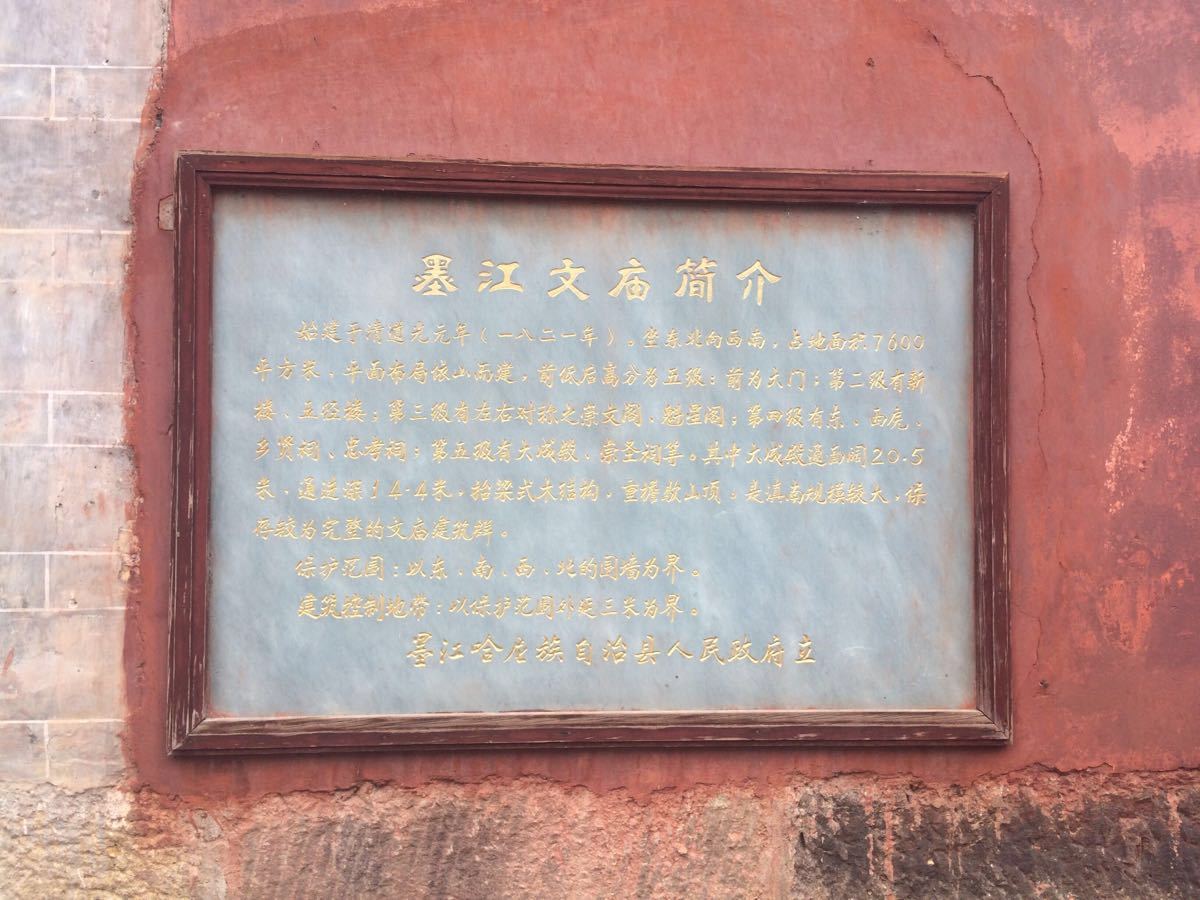 墨江文庙简介
始建于清道光元年（一八二一年）。坐东北向西南，占地面积7600
平方米、平面布局依山而建，前低后高分为五级：前为大门；第二级有新
楼、五经楼；第三级有左右对称之崇文阁、魁星阁；第四级有东、西庑、
乡贤祠、忠孝祠；第五级有大成殿、崇圣祠等。其中大成殿通面阔20.5
米，通进深14.4米，抬梁式木结构，重檐歇山顶。是滇南规模较大，保
存较为完整的文庙建筑群。
保护范围：以东、南、西、北的围墙为界。
建筑控制地带：以保护范围外延三米为界。
墨江哈尼族自治县人民政府立